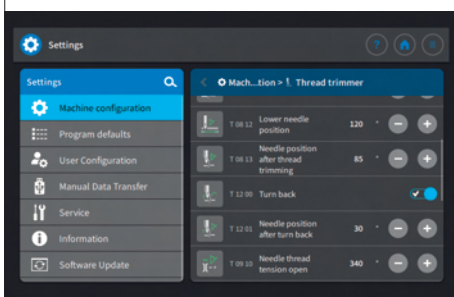 Settings
?
Settings
Mach...tion > Thread trimmer
Machine configuration
Program defaults
User Configuration
Manual Data Transfer
Service
Information
Software Update
T 08 12 Lower needle
position 120 °
T 08 13 Needle position
after thread
trimming 85 °
T 12 00 Turn back
T 12 01 Needle position
after turn back 30 °
T 09 10 Needle thread
tension open 340 °